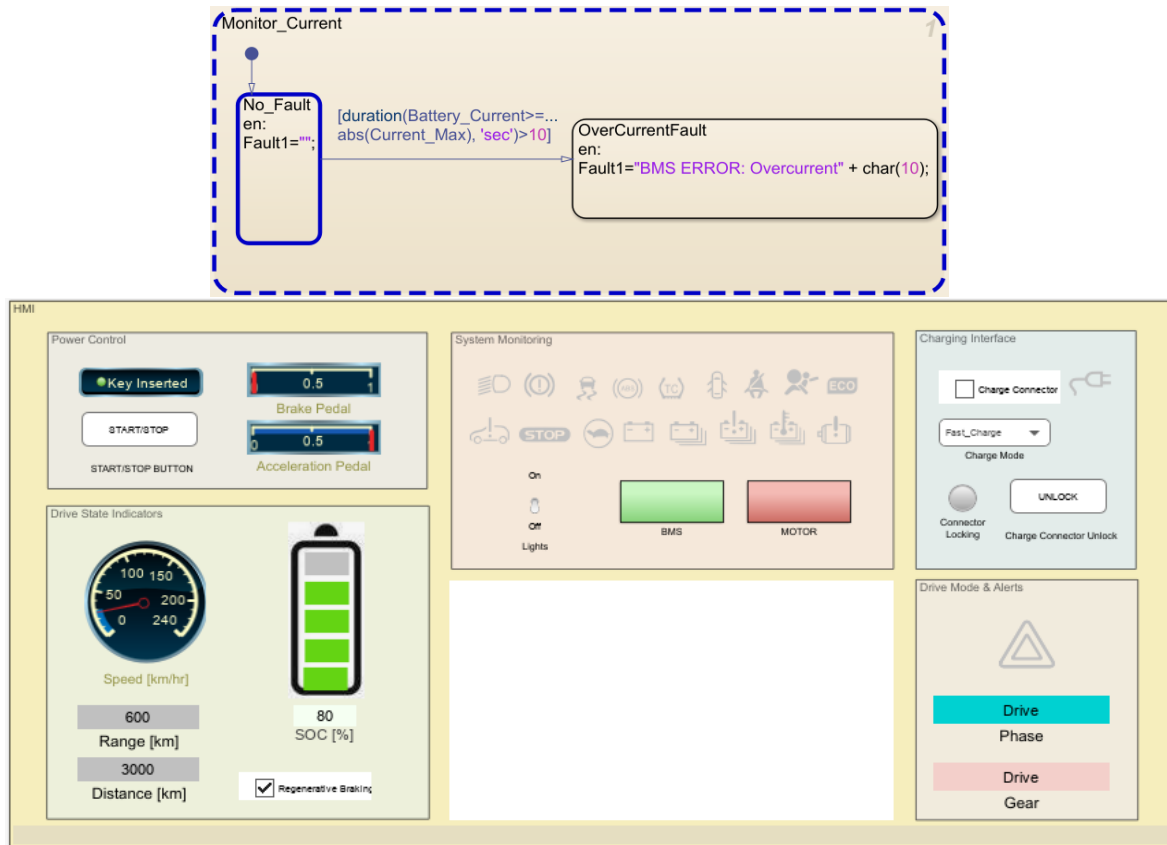 Monitor_Current
1
No_Fault
en:
Fault1="";
[duration(Battery_Current>=...
abs(Current_Max), 'sec')>10]
OverCurrentFault
en:
Fault1="BMS ERROR: Overcurrent" + char(10);
HMI
Power Control
Key Inserted
START/STOP
START/STOP BUTTON
0.5
1
Brake Pedal
0
0.5
Acceleration Pedal
System Monitoring
ABS
TC
ECO
STOP
On
Off
Lights
BMS
MOTOR
Charging Interface
Charge Connector
Fast_Charge
Charge Mode
Connector
Locking
UNLOCK
Charge Connector Unlock
Drive State Indicators
100 150
50 200
0 240
Speed [km/hr]
600
Range [km]
3000
Distance [km]
80
SOC [%]
Regenerative Braking
Drive Mode & Alerts
Drive
Phase
Drive
Gear